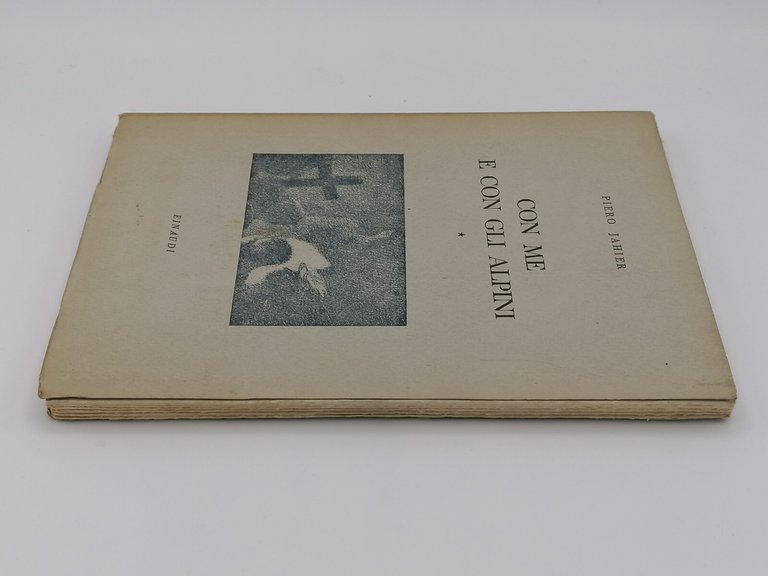 PIERO JAHIER
CON ME
E CON GLI ALPINI
*
EINAUDI